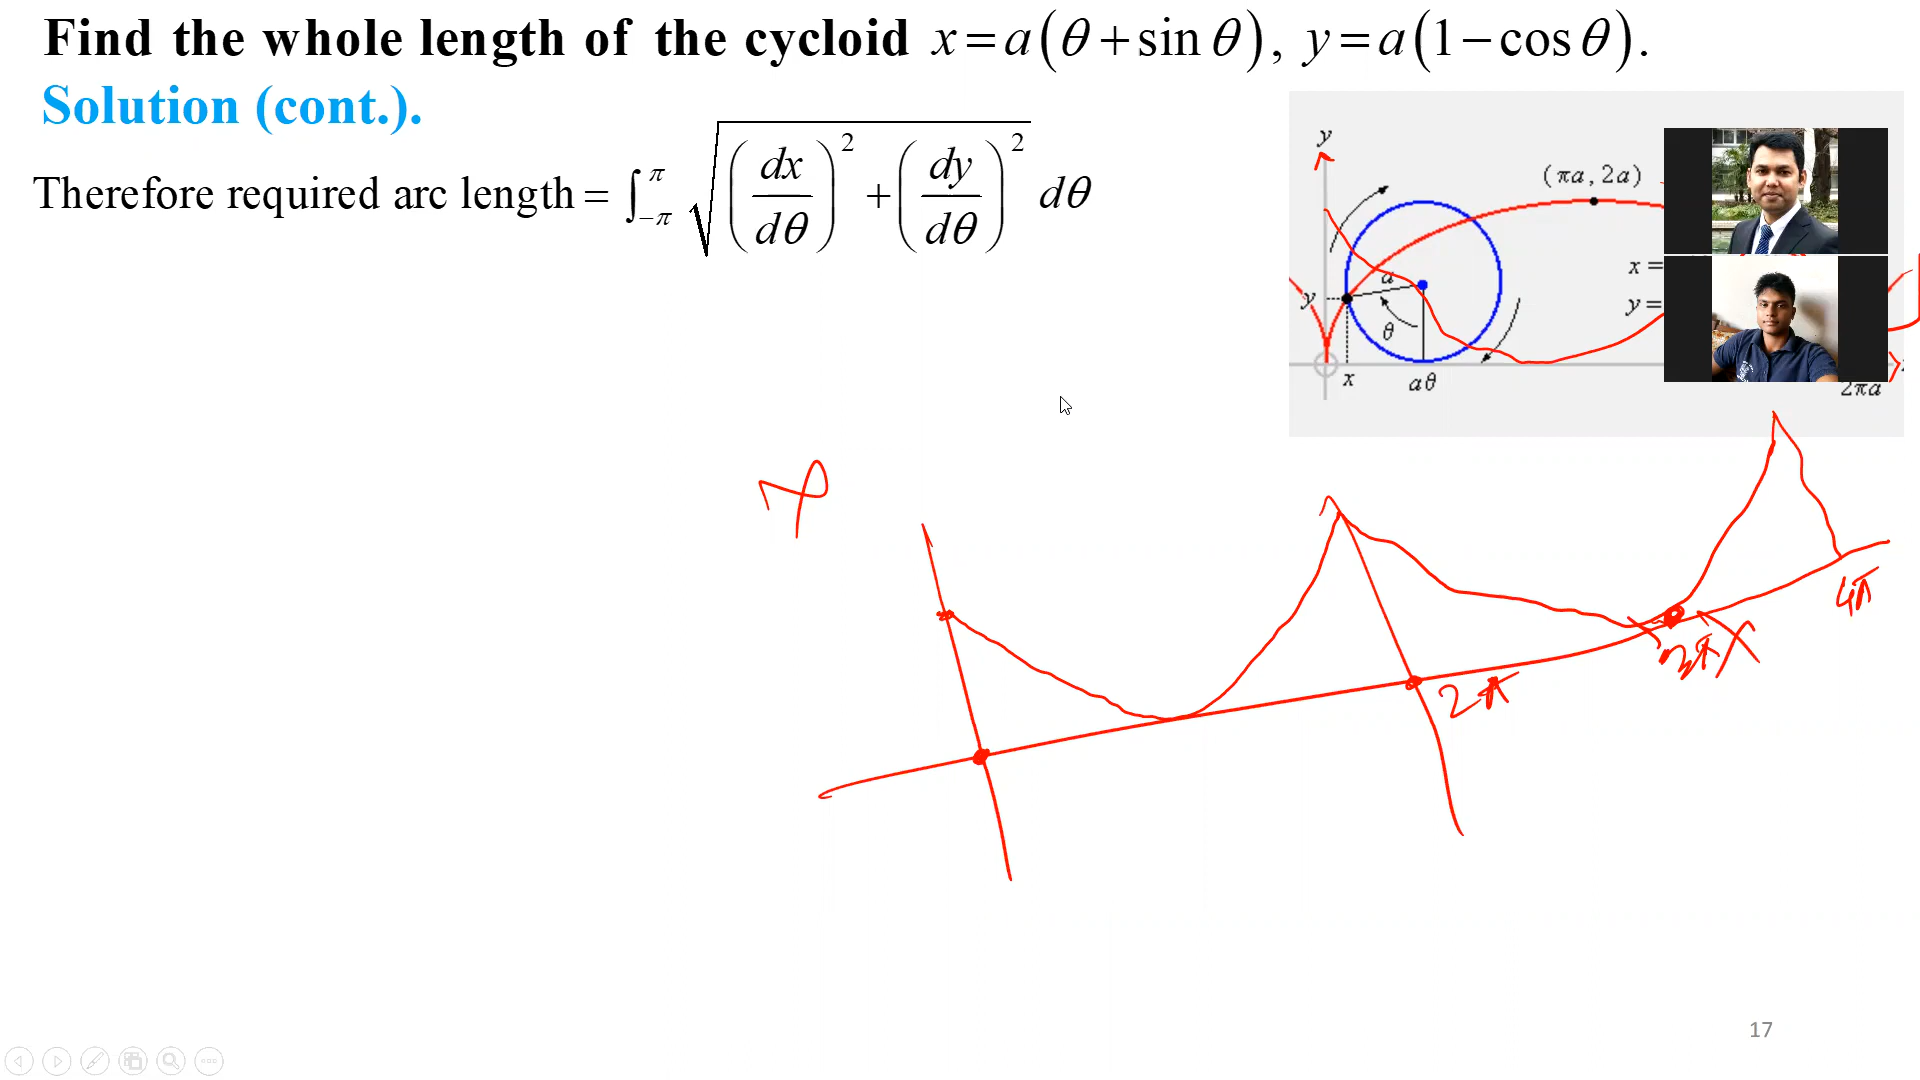 Find the whole length of the cycloid x = a(θ + sin θ), y = a(1 − cos θ).
Solution (cont.).
Therefore required arc length = ∫_{−π}^{π} √((dx/dθ)² + (dy/dθ)²) dθ
y
(πa, 2a)
a
x =
y
y =
θ
x
aθ
2πa
4π
3π
2π
17